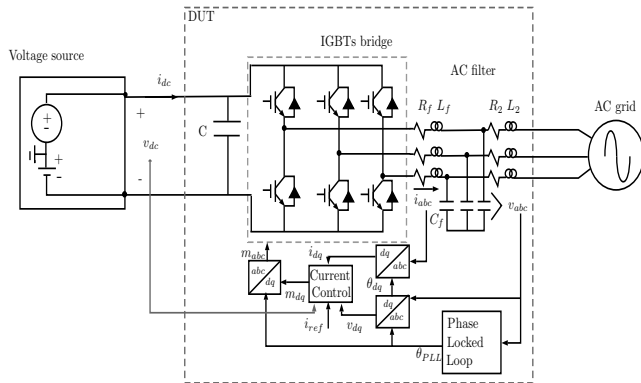 DUT
Voltage source
IGBTs bridge
AC filter
AC grid
i_dc
R_f L_f
R_2 L_2
+
-
+
-
+
v_dc
-
C
i_abc
C_f
v_abc
m_abc
i_dq
dq
abc
abc
dq
m_dq
Current
Control
θ_dq
dq
abc
i_ref
v_dq
θ_PLL
Phase
Locked
Loop